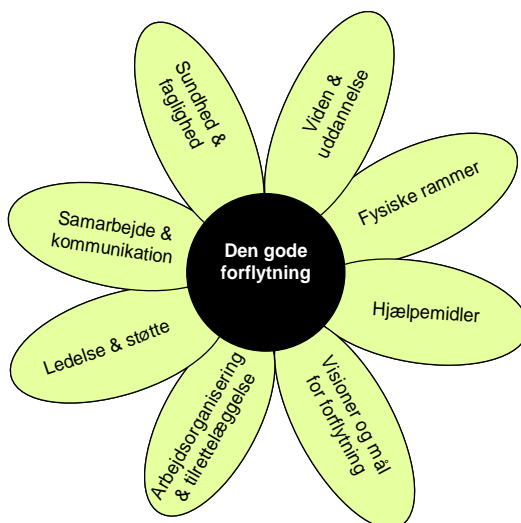 Sundhed &
faglighed
Viden &
uddannelse
Fysiske rammer
Samarbejde &
kommunikation
Den gode
forflytning
Hjælpemidler
Ledelse & støtte
Arbejdsorganisering
& tilrettelæggelse
Visioner og mål
for forflytning